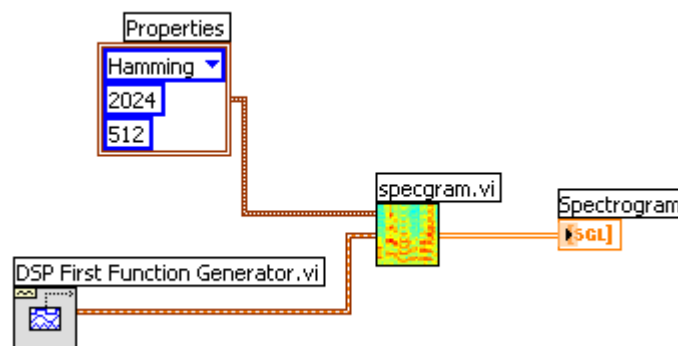 Properties
Hamming
2024
512
specgram.vi
Spectrogram
SGL]
DSP First Function Generator.vi